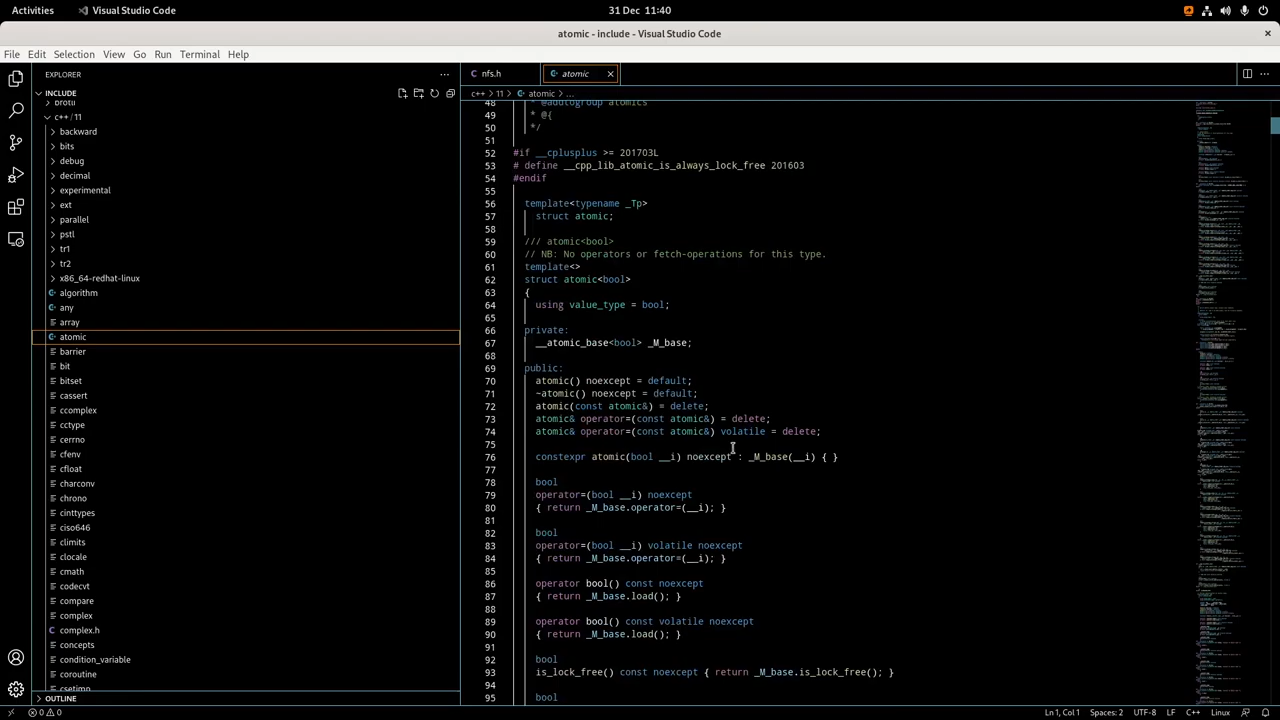 Activities
Visual Studio Code
31 Dec 11:40
atomic - include - Visual Studio Code
File Edit Selection View Go Run Terminal Help
EXPLORER
INCLUDE
brotli
c++ / 11
backward
bits
debug
decimal
experimental
ext
parallel
pstl
tr1
tr2
x86_64-redhat-linux
algorithm
any
array
atomic
barrier
bit
bitset
cassert
ccomplex
cctype
cerrno
cfenv
cfloat
charconv
chrono
cinttypes
ciso646
climits
clocale
cmath
codecvt
compare
complex
complex.h
concepts
condition_variable
coroutine
csetjmp
OUTLINE
nfs.h
atomic
c++ > 11 > atomic > ...
48 * @addtogroup atomics
49 * @{
50 */
51
52 #if __cplusplus >= 201703L
53 # define __cpp_lib_atomic_is_always_lock_free 201603
54 #endif
55
56 template<typename _Tp>
57 struct atomic;
58
59 /// atomic<bool>
60 // NB: No operators or fetch-operations for this type.
61 template<>
62 struct atomic<bool>
63 {
64 using value_type = bool;
65
66 private:
67 __atomic_base<bool> _M_base;
68
69 public:
70 atomic() noexcept = default;
71 ~atomic() noexcept = default;
72 atomic(const atomic&) = delete;
73 atomic& operator=(const atomic&) = delete;
74 atomic& operator=(const atomic&) volatile = delete;
75
76 constexpr atomic(bool __i) noexcept : _M_base(__i) { }
77
78 bool
79 operator=(bool __i) noexcept
80 { return _M_base.operator=(__i); }
81
82 bool
83 operator=(bool __i) volatile noexcept
84 { return _M_base.operator=(__i); }
85
86 operator bool() const noexcept
87 { return _M_base.load(); }
88
89 operator bool() const volatile noexcept
90 { return _M_base.load(); }
91
92 bool
93 is_lock_free() const noexcept { return _M_base.is_lock_free(); }
94
95 bool
0 0
Ln 1, Col 1 Spaces: 2 UTF-8 LF C++ Linux